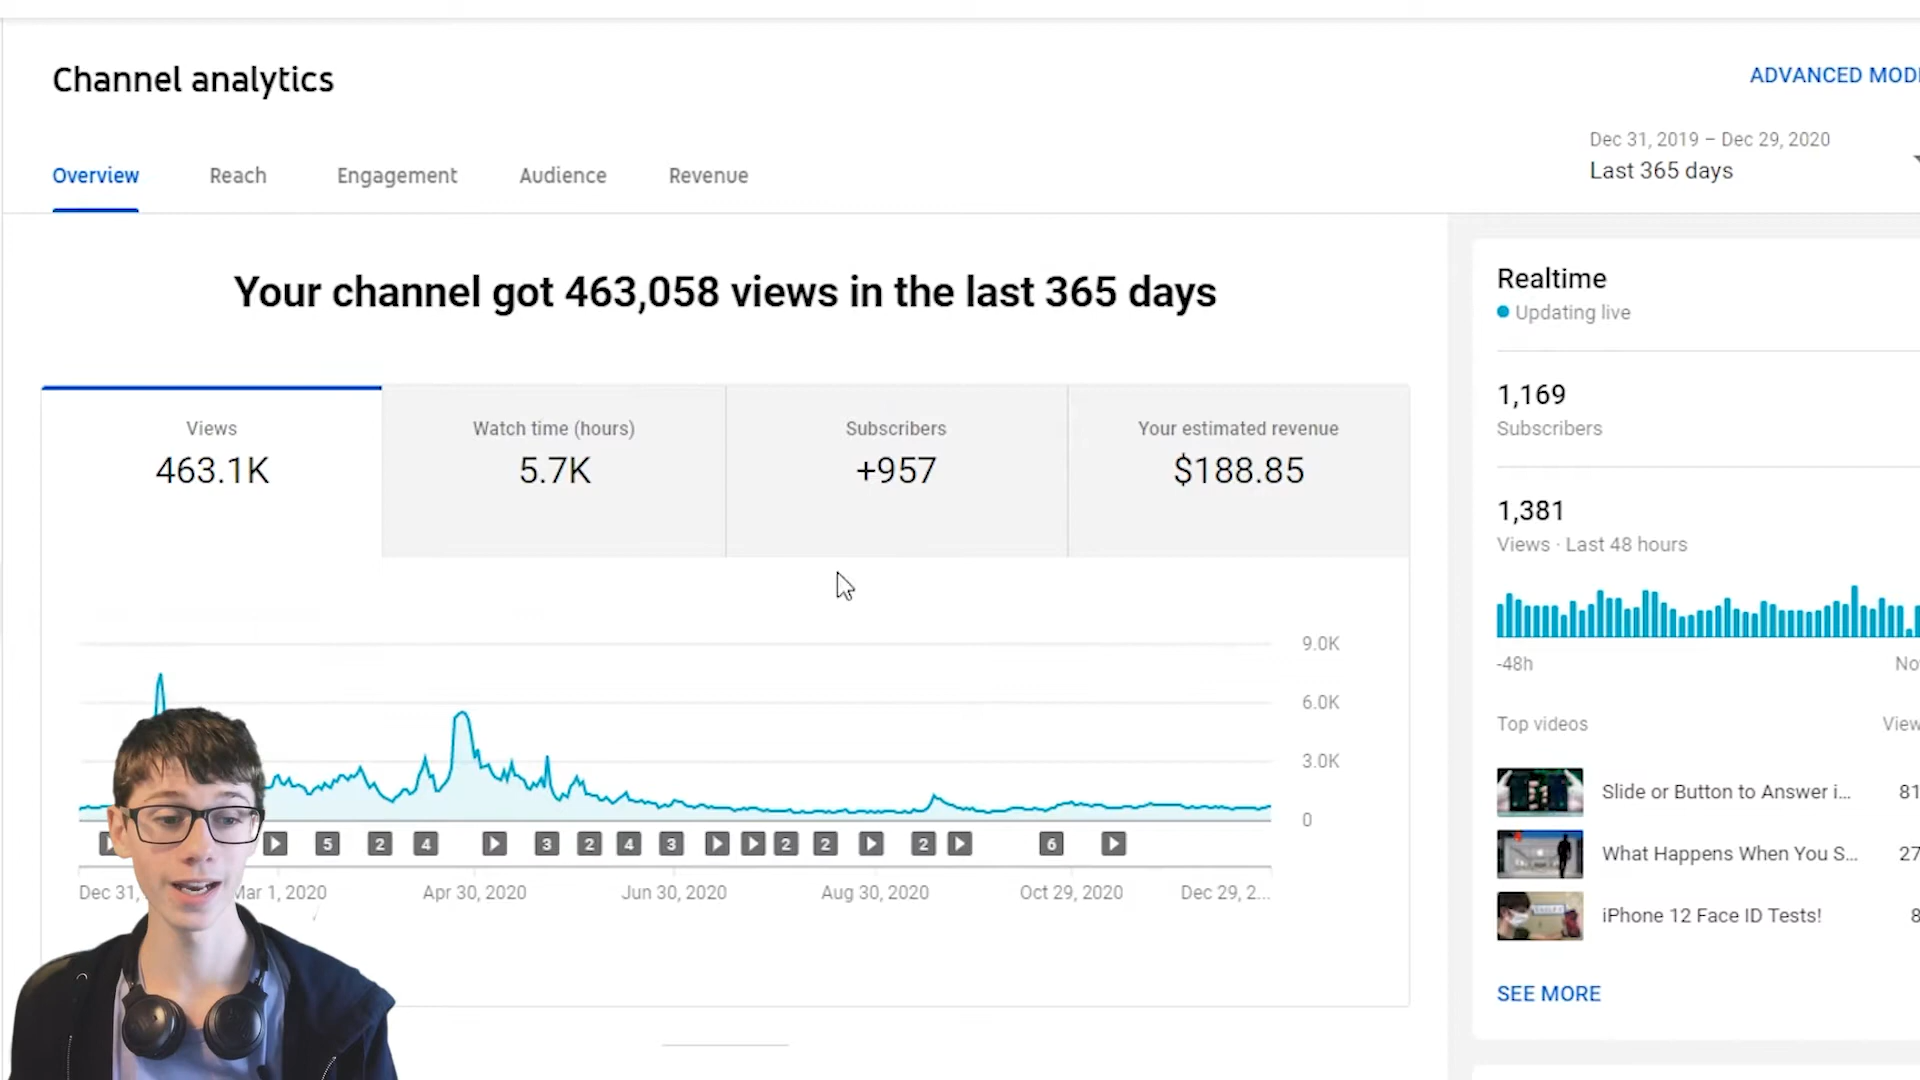 Channel analytics
ADVANCED MOD
Dec 31, 2019 – Dec 29, 2020
Last 365 days
Overview
Reach
Engagement
Audience
Revenue
Your channel got 463,058 views in the last 365 days
Views
463.1K
Watch time (hours)
5.7K
Subscribers
+957
Your estimated revenue
$188.85
9.0K
6.0K
3.0K
0
5 2 4 3 2 4 3 2 2 2 6
Dec 31, Mar 1, 2020 Apr 30, 2020 Jun 30, 2020 Aug 30, 2020 Oct 29, 2020 Dec 29, 2...
Realtime
Updating live
1,169
Subscribers
1,381
Views · Last 48 hours
-48h No
Top videos View
Slide or Button to Answer i... 81
What Happens When You S... 27
iPhone 12 Face ID Tests! 8
SEE MORE